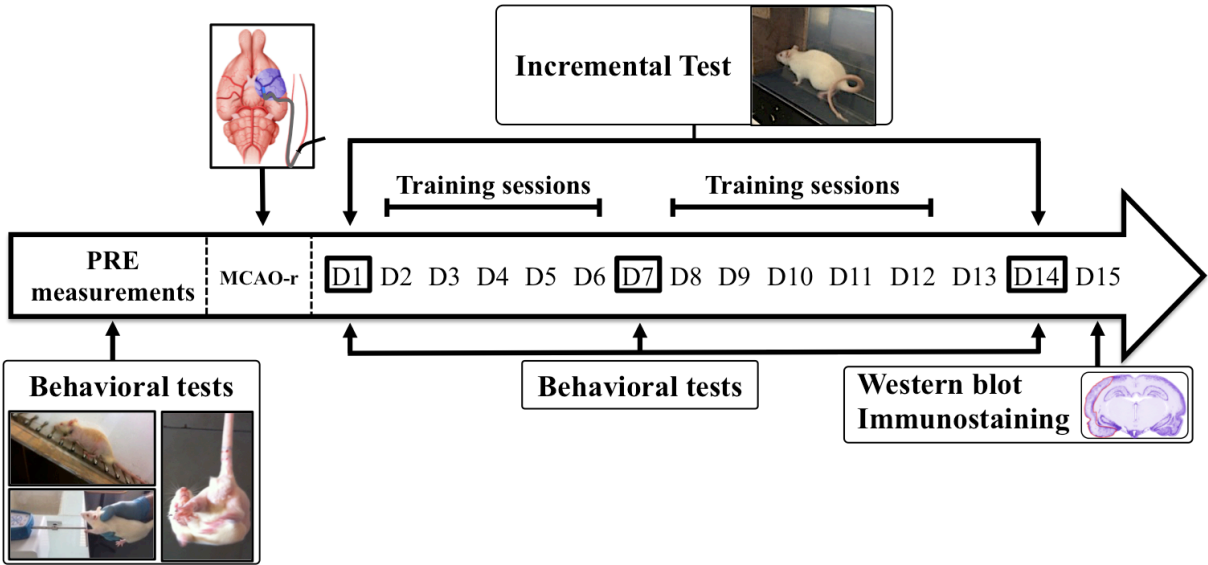 Incremental Test
Training sessions
Training sessions
PRE
measurements
MCAO-r
D1 D2 D3 D4 D5 D6 D7 D8 D9 D10 D11 D12 D13 D14 D15
Behavioral tests
Behavioral tests
Western blot
Immunostaining